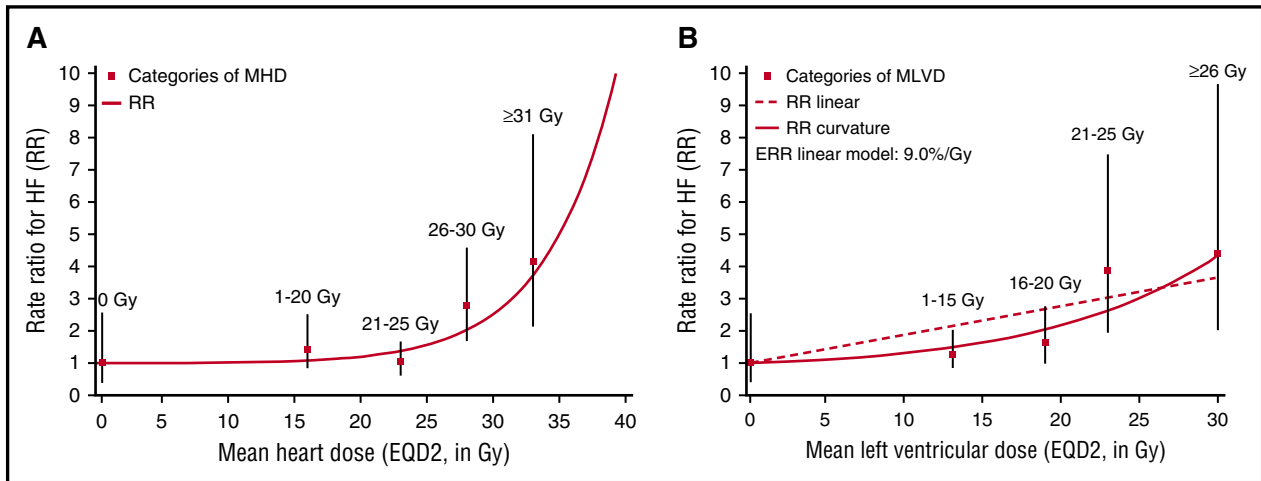 A
Categories of MHD
RR
Rate ratio for HF (RR)
10
9
8
7
6
5
4
3
2
1
0
0 Gy
1-20 Gy
21-25 Gy
26-30 Gy
≥31 Gy
0 5 10 15 20 25 30 35 40
Mean heart dose (EQD2, in Gy)
B
Categories of MLVD
RR linear
RR curvature
ERR linear model: 9.0%/Gy
Rate ratio for HF (RR)
10
9
8
7
6
5
4
3
2
1
0
1-15 Gy
16-20 Gy
21-25 Gy
≥26 Gy
0 5 10 15 20 25 30
Mean left ventricular dose (EQD2, in Gy)